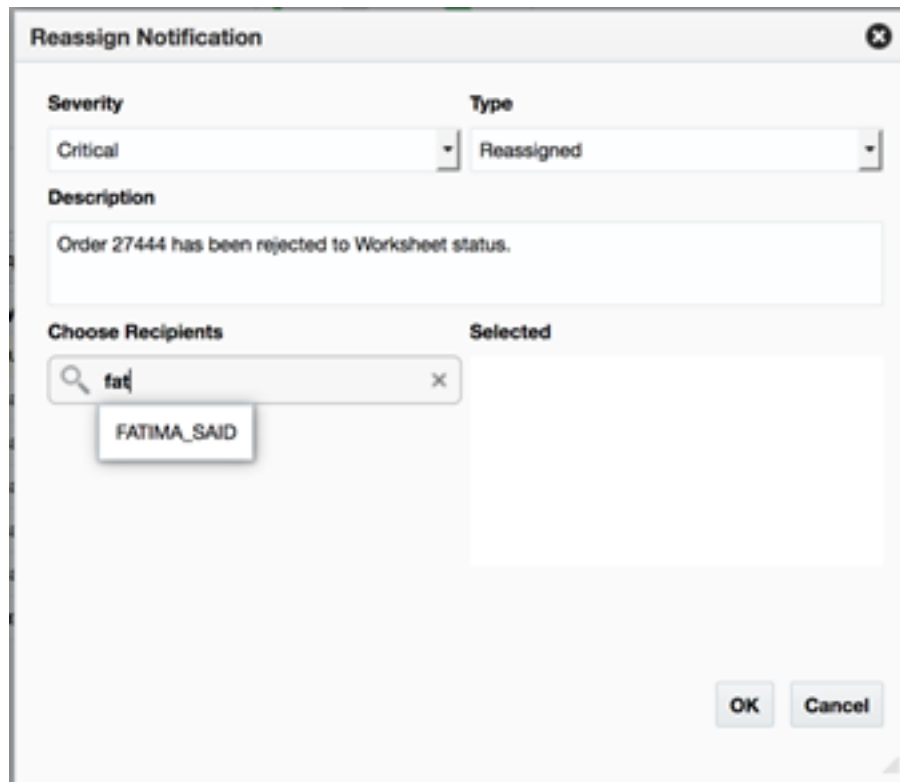 Reassign Notification
Severity Type
Critical Reassigned
Description
Order 27444 has been rejected to Worksheet status.
Choose Recipients Selected
fat
FATIMA_SAID
OK Cancel